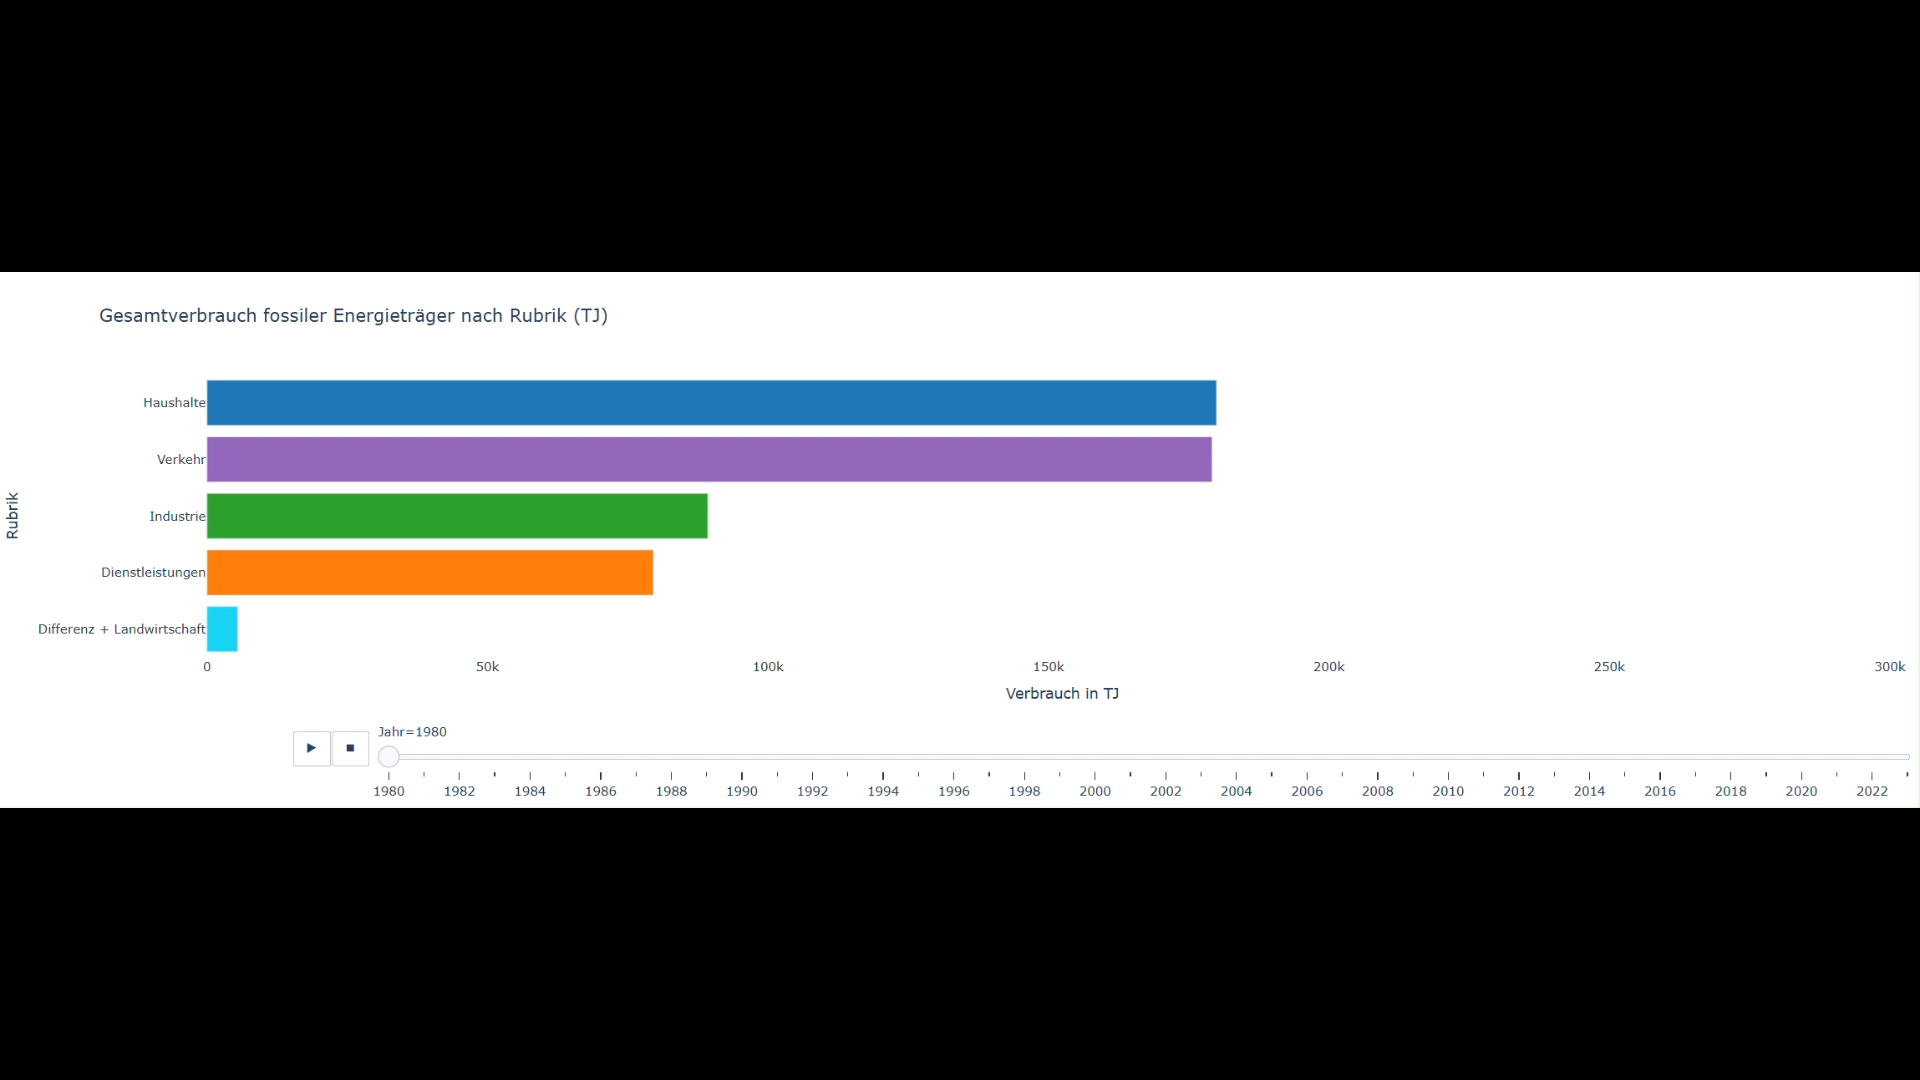 Gesamtverbrauch fossiler Energieträger nach Rubrik (TJ)
Rubrik
Haushalte
Verkehr
Industrie
Dienstleistungen
Differenz + Landwirtschaft
0 50k 100k 150k 200k 250k 300k
Verbrauch in TJ
Jahr=1980
1980 1982 1984 1986 1988 1990 1992 1994 1996 1998 2000 2002 2004 2006 2008 2010 2012 2014 2016 2018 2020 2022